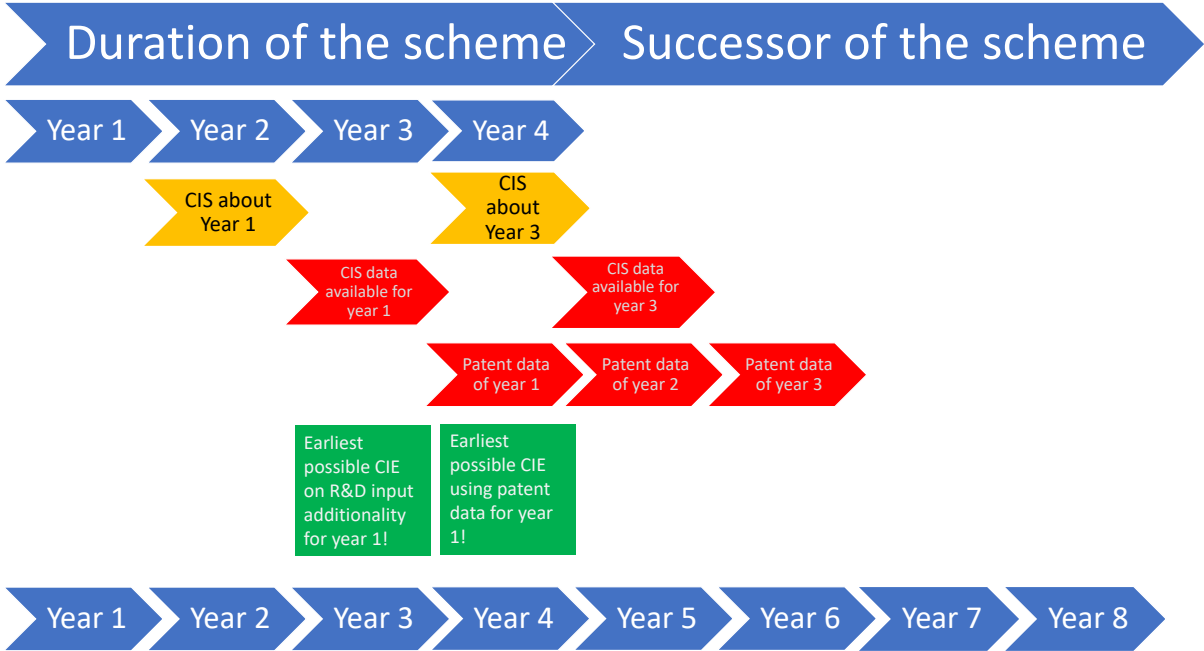 Duration of the scheme
Successor of the scheme
Year 1
Year 2
Year 3
Year 4
CIS about
Year 1
CIS
about
Year 3
CIS data
available for
year 1
CIS data
available for
year 3
Patent data
of year 1
Patent data
of year 2
Patent data
of year 3
Earliest
possible CIE
on R&D input
additionality
for year 1!
Earliest
possible CIE
using patent
data for year
1!
Year 1
Year 2
Year 3
Year 4
Year 5
Year 6
Year 7
Year 8